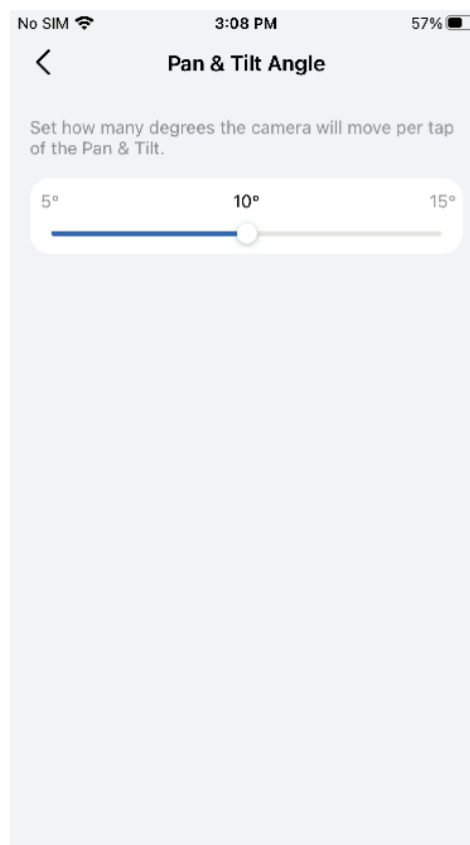 No SIM 3:08 PM 57%
Pan & Tilt Angle
Set how many degrees the camera will move per tap
of the Pan & Tilt.
5° 10° 15°